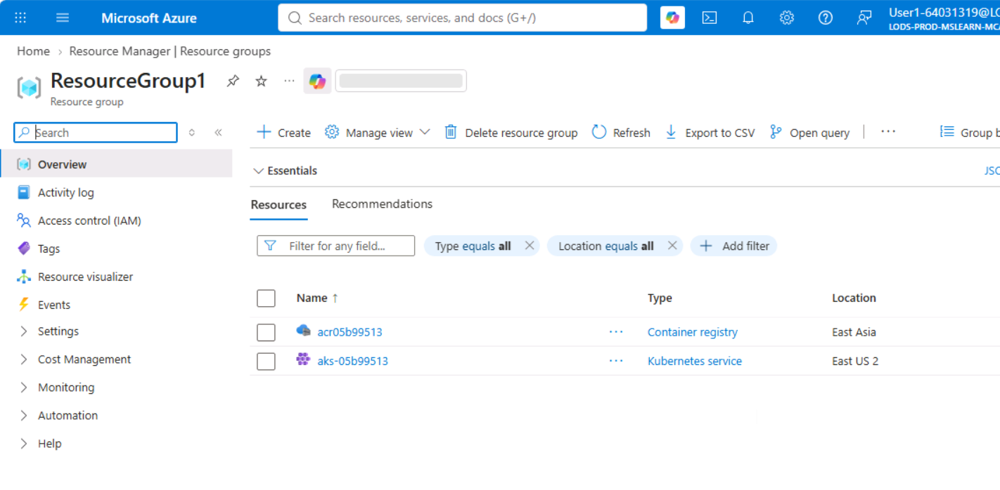 Microsoft Azure
Search resources, services, and docs (G+/)
User1-64031319@LO
LODS-PROD-MSLEARN-MCA
Home > Resource Manager | Resource groups
ResourceGroup1
Resource group
Search
Create Manage view Delete resource group Refresh Export to CSV Open query ... Group b
Overview
Activity log
Access control (IAM)
Tags
Resource visualizer
Events
Settings
Cost Management
Monitoring
Automation
Help
Essentials
JSO
Resources Recommendations
Filter for any field...
Type equals all
Location equals all
Add filter
Name ↑ Type Location
acr05b99513 ... Container registry East Asia
aks-05b99513 ... Kubernetes service East US 2